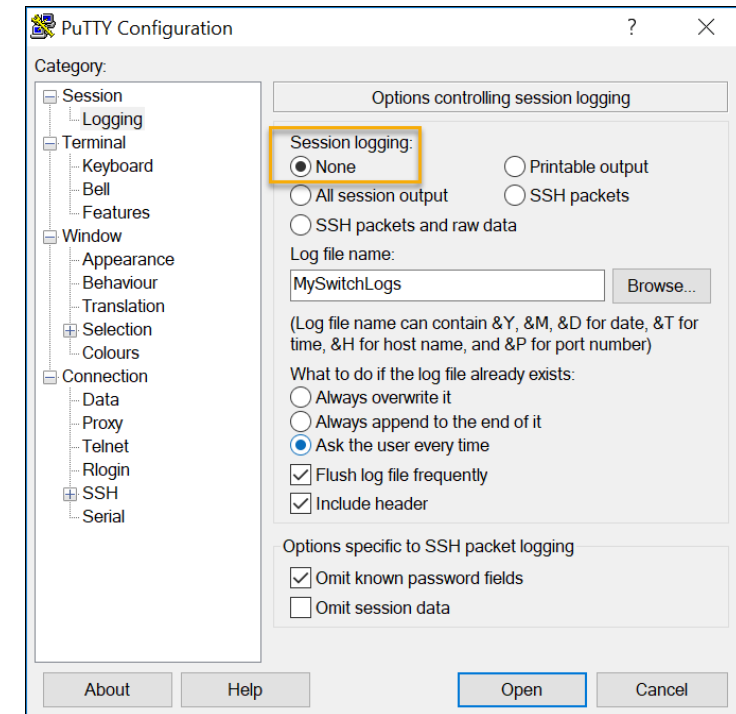 PuTTY Configuration
?
Category:
Session
Logging
Terminal
Keyboard
Bell
Features
Window
Appearance
Behaviour
Translation
Selection
Colours
Connection
Data
Proxy
Telnet
Rlogin
SSH
Serial
Options controlling session logging
Session logging:
None Printable output
All session output SSH packets
SSH packets and raw data
Log file name:
MySwitchLogs Browse...
(Log file name can contain &Y, &M, &D for date, &T for
time, &H for host name, and &P for port number)
What to do if the log file already exists:
Always overwrite it
Always append to the end of it
Ask the user every time
Flush log file frequently
Include header
Options specific to SSH packet logging
Omit known password fields
Omit session data
About Help Open Cancel